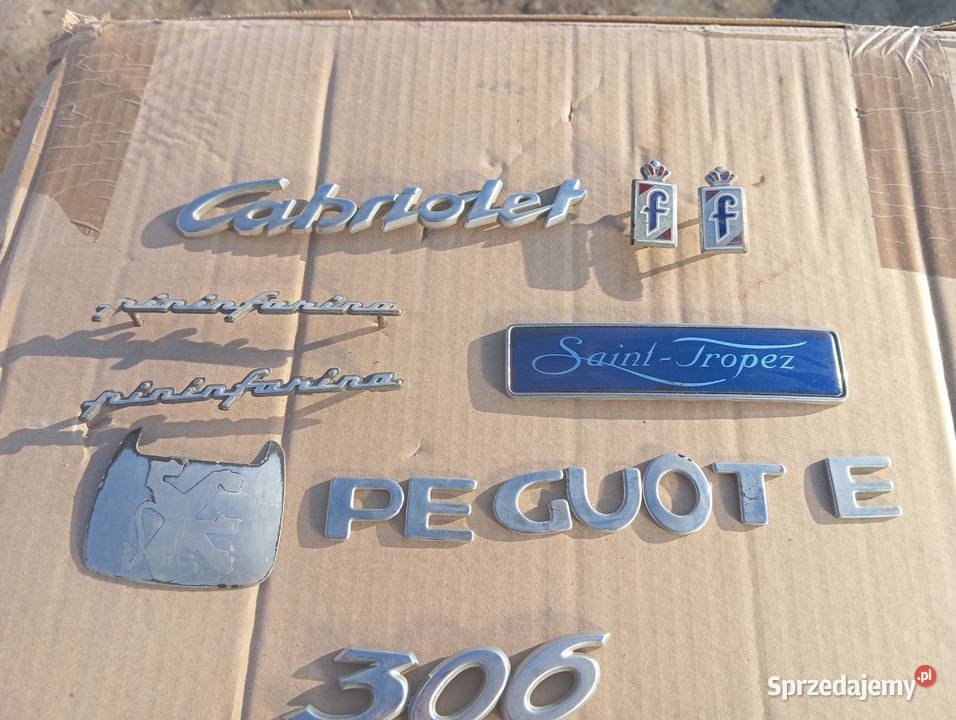 Cabriolet f f
pininfarina
Saint-Tropez
pininfarina
PEGUOT E
306
Sprzedajemy.pl